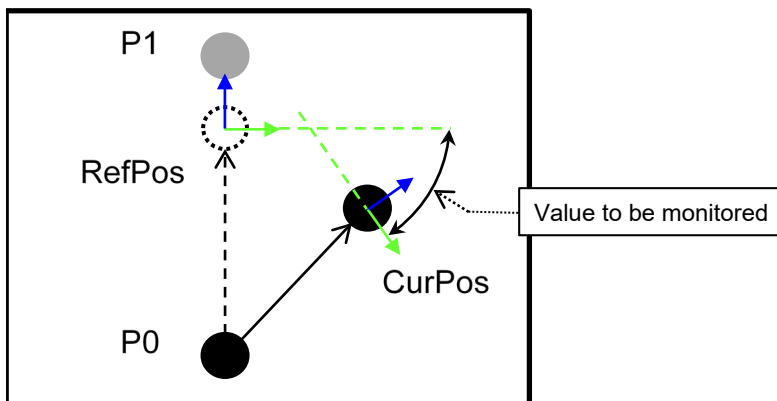 P1
RefPos
Value to be monitored
CurPos
P0